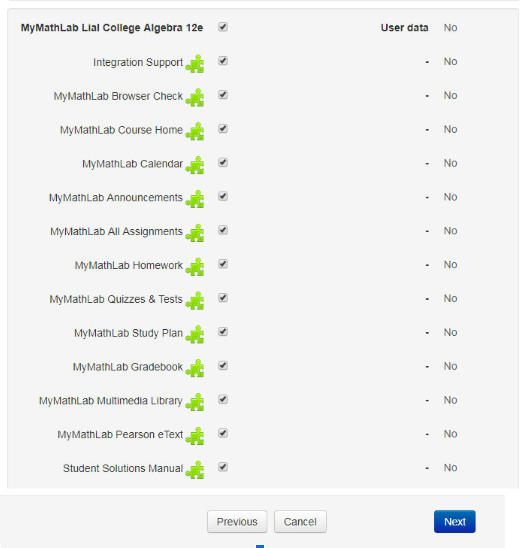 MyMathLab Lial College Algebra 12e User data No
Integration Support - No
MyMathLab Browser Check - No
MyMathLab Course Home - No
MyMathLab Calendar - No
MyMathLab Announcements - No
MyMathLab All Assignments - No
MyMathLab Homework - No
MyMathLab Quizzes & Tests - No
MyMathLab Study Plan - No
MyMathLab Gradebook - No
MyMathLab Multimedia Library - No
MyMathLab Pearson eText - No
Student Solutions Manual - No
Previous Cancel Next